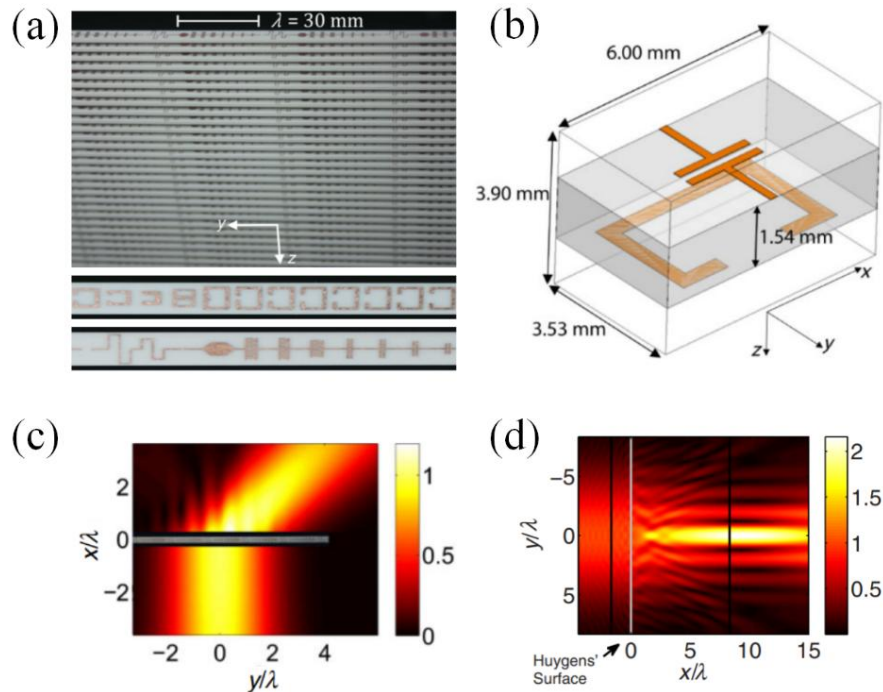 (a)
λ = 30 mm
y
z
(b)
6.00 mm
3.90 mm
1.54 mm
3.53 mm
x
y
z
(c)
x/λ
2
0
−2
−2
0
2
4
y/λ
1
0.5
0
(d)
y/λ
-5
0
5
0
5
10
15
x/λ
Huygens'
Surface
2
1.5
1
0.5